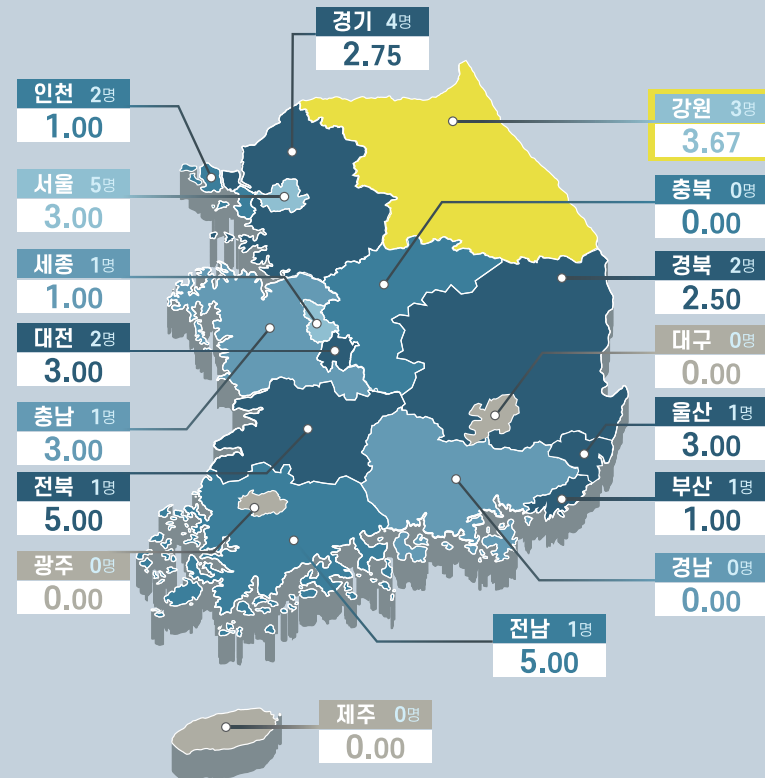 경기 4명
2.75
인천 2명
1.00
강원 3명
3.67
서울 5명
3.00
충북 0명
0.00
세종 1명
1.00
경북 2명
2.50
대전 2명
3.00
대구 0명
0.00
충남 1명
3.00
울산 1명
3.00
전북 1명
5.00
부산 1명
1.00
광주 0명
0.00
경남 0명
0.00
전남 1명
5.00
제주 0명
0.00